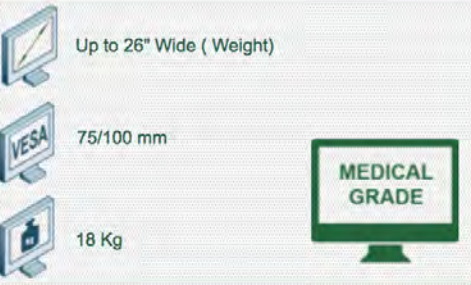 Up to 26" Wide ( Weight)
VESA
75/100 mm
MEDICAL
GRADE
18 Kg